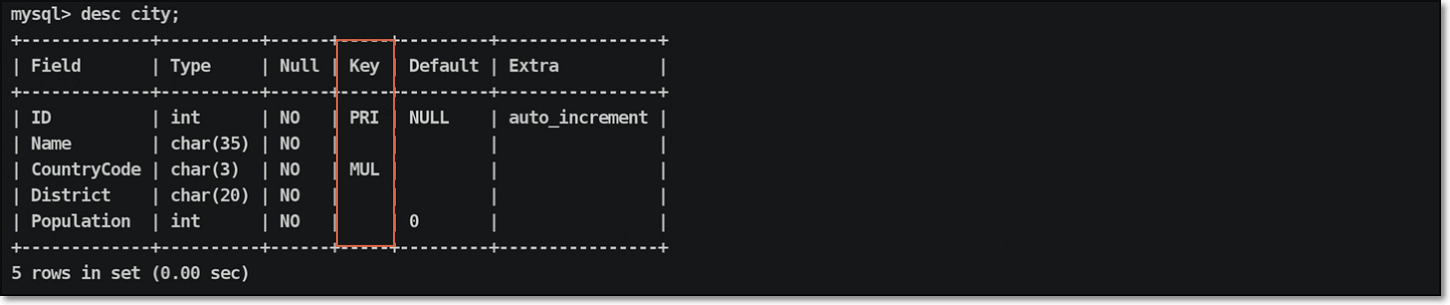 mysql> desc city;
+-------------+----------+------+-----+---------+----------------+
| Field       | Type     | Null | Key | Default | Extra          |
+-------------+----------+------+-----+---------+----------------+
| ID          | int      | NO   | PRI | NULL    | auto_increment |
| Name        | char(35) | NO   |     |         |                |
| CountryCode | char(3)  | NO   | MUL |         |                |
| District    | char(20) | NO   |     |         |                |
| Population  | int      | NO   |     | 0       |                |
+-------------+----------+------+-----+---------+----------------+
5 rows in set (0.00 sec)